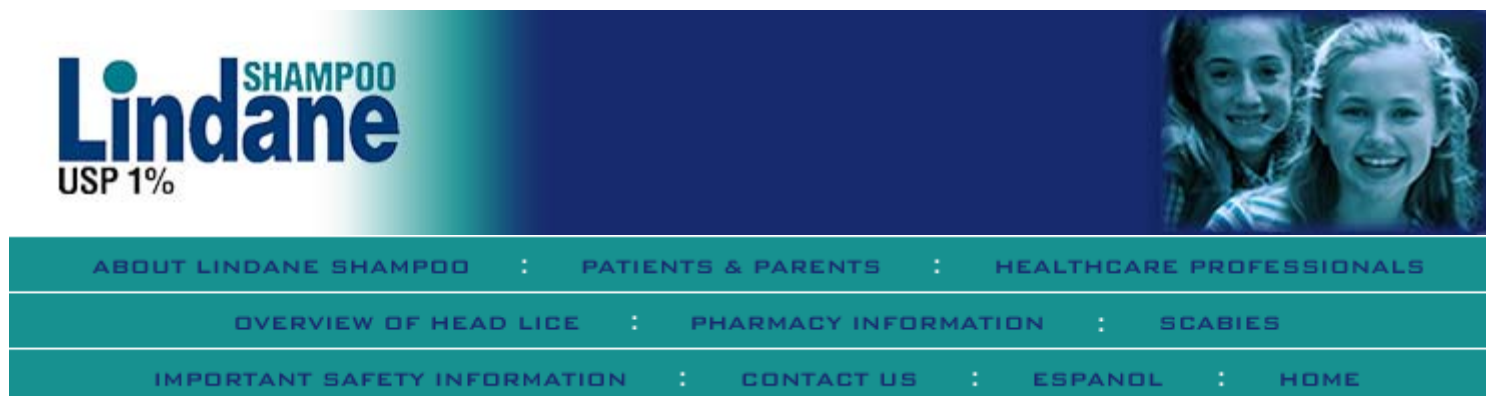 SHAMPOO
Lindane
USP 1%
ABOUT LINDANE SHAMPOO : PATIENTS & PARENTS : HEALTHCARE PROFESSIONALS
OVERVIEW OF HEAD LICE : PHARMACY INFORMATION : SCABIES
IMPORTANT SAFETY INFORMATION : CONTACT US : ESPANOL : HOME